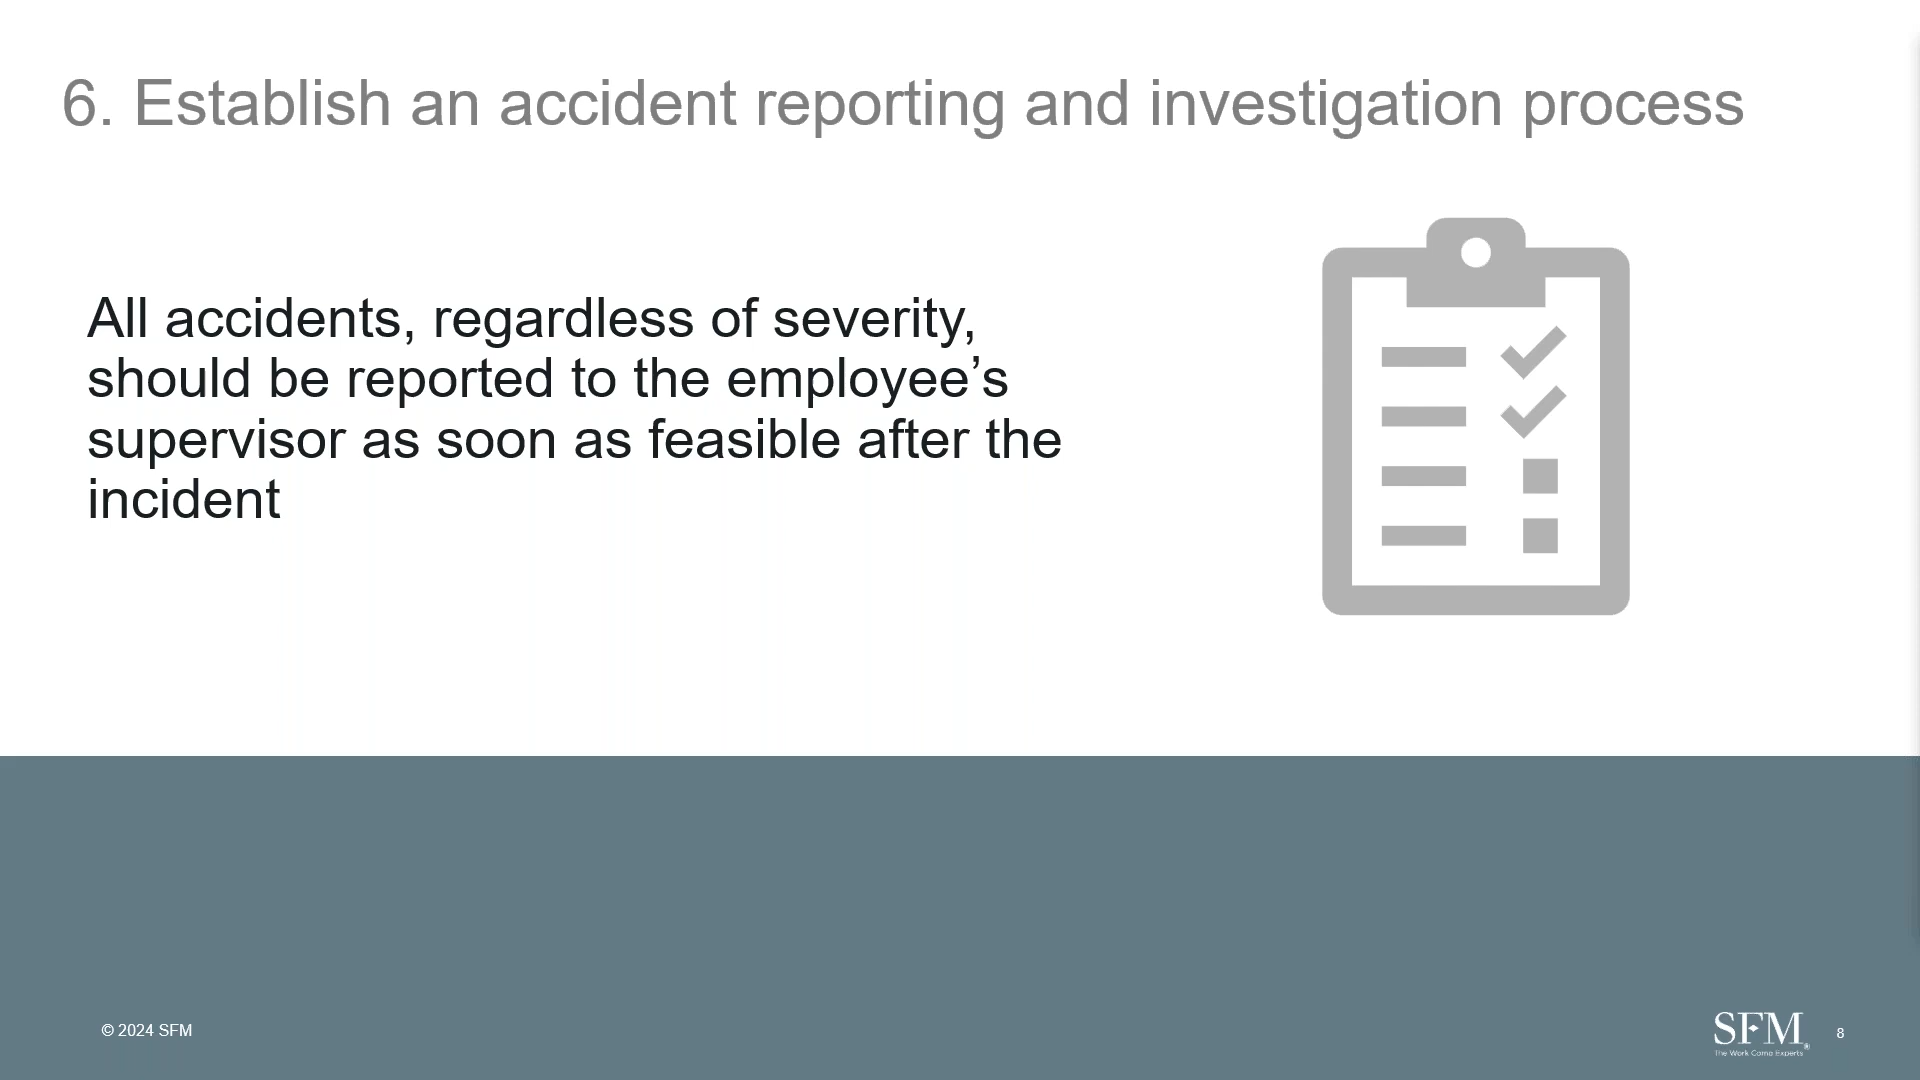 6. Establish an accident reporting and investigation process
All accidents, regardless of severity,
should be reported to the employee’s
supervisor as soon as feasible after the
incident
© 2024 SFM
SFM®
The Work Comp Experts
8